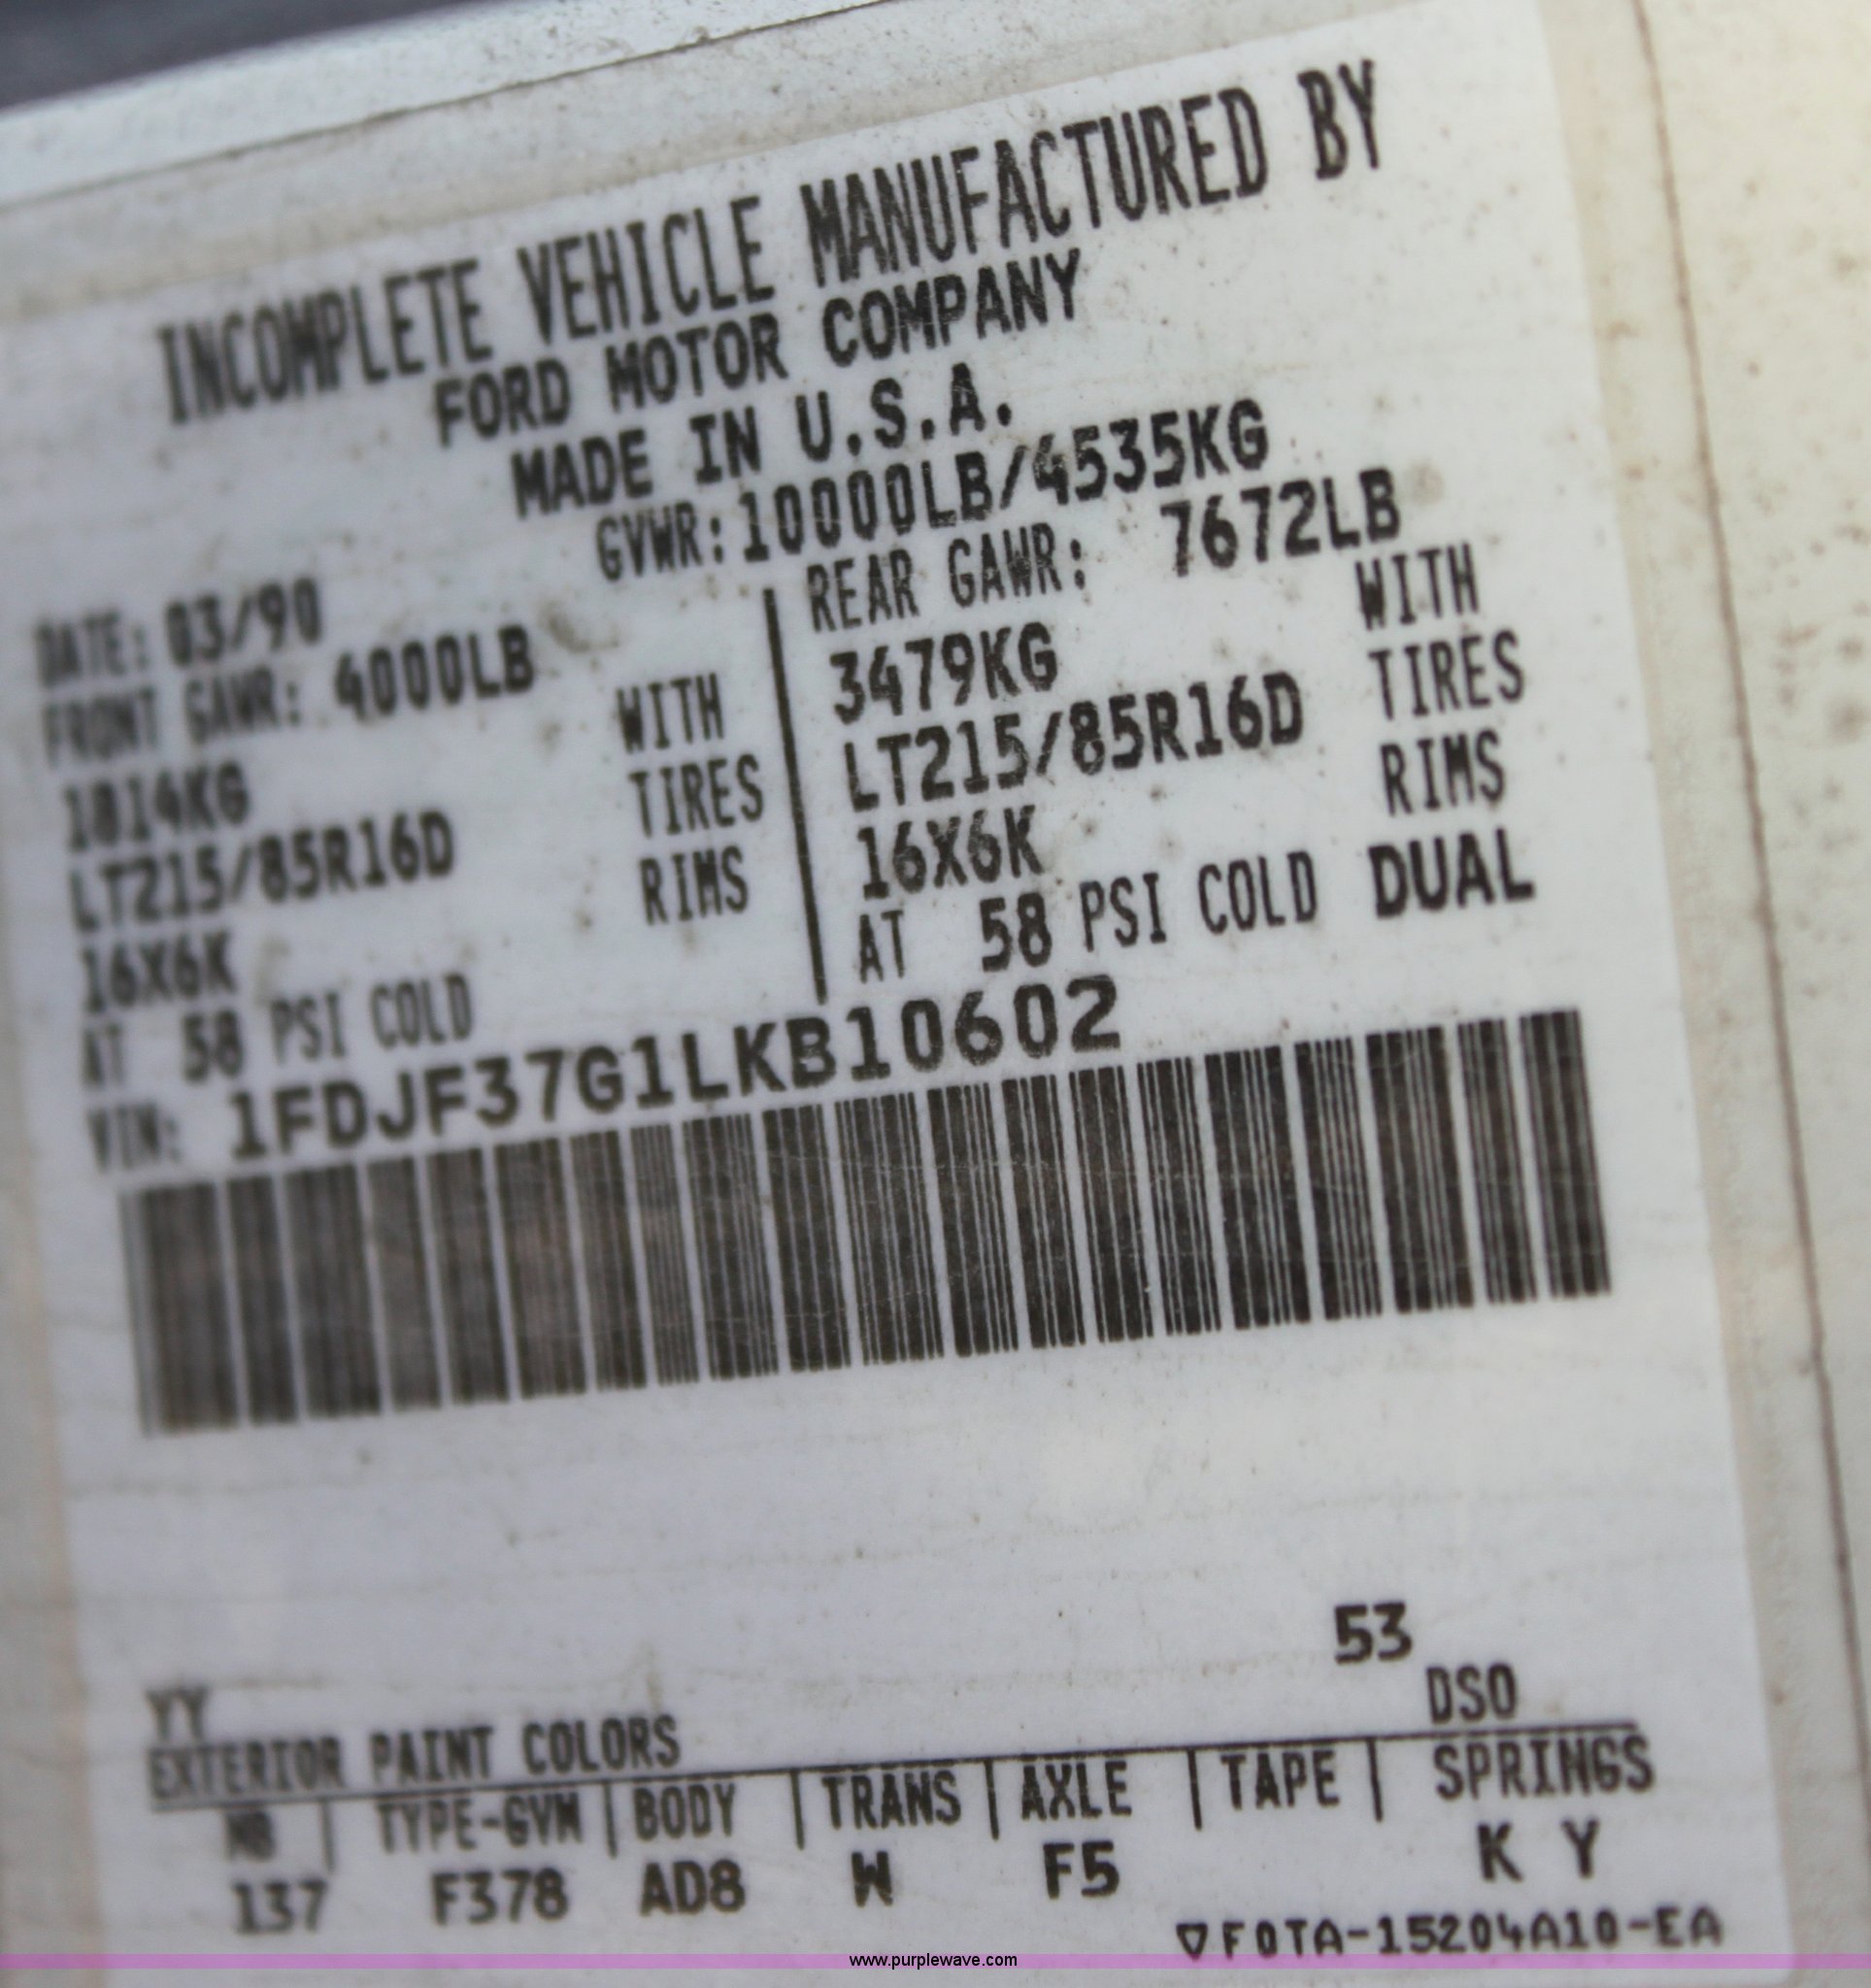 INCOMPLETE VEHICLE MANUFACTURED BY
FORD MOTOR COMPANY
MADE IN U.S.A.
GVWR:10000LB/4535KG
DATE: 03/90
FRONT GAWR: 4000LB
1814KG WITH
LT215/85R16D TIRES
16X6K RIMS
AT 58 PSI COLD
REAR GAWR: 7672LB
3479KG WITH
LT215/85R16D TIRES
16X6K RIMS
AT 58 PSI COLD DUAL
VIN: 1FDJF37G1LKB10602
53
YY DSO
EXTERIOR PAINT COLORS
WB | TYPE-GVM | BODY | TRANS | AXLE | TAPE | SPRINGS
137 F378 AD8 W F5 K Y
▽F0TA-15204A10-EA
www.purplewave.com